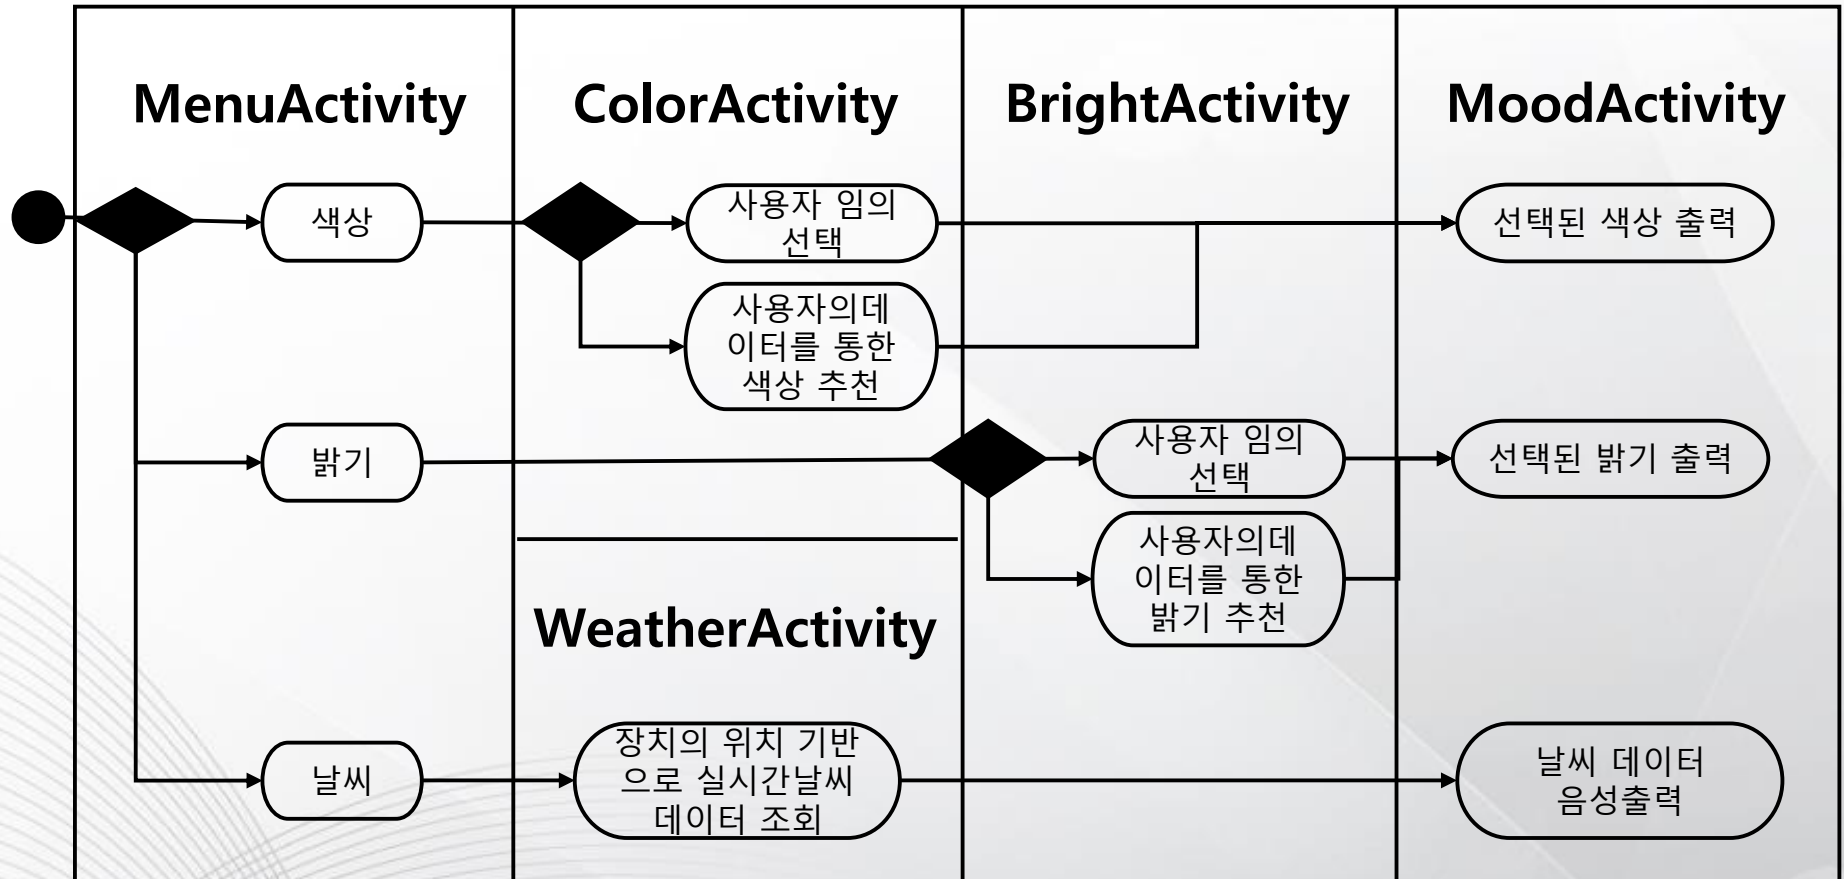 MenuActivity
ColorActivity
BrightActivity
MoodActivity
색상
사용자 임의
선택
선택된 색상 출력
사용자의데
이터를 통한
색상 추천
밝기
사용자 임의
선택
선택된 밝기 출력
사용자의데
이터를 통한
밝기 추천
WeatherActivity
날씨
장치의 위치 기반
으로 실시간날씨
데이터 조회
날씨 데이터
음성출력